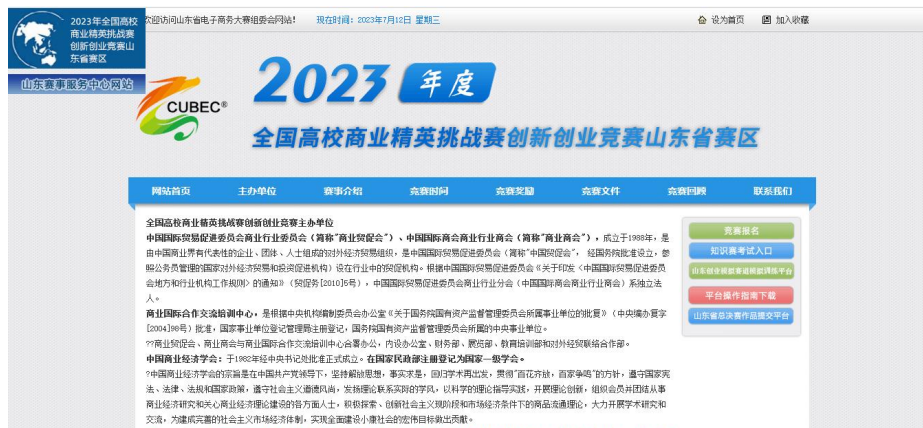 2023年全国高校
商业精英挑战赛
创新创业竞赛山
东省赛区
山东赛事服务中心网站
欢迎访问山东省电子商务大赛组委会网站！ 现在时间：2023年7月12日 星期三
设为首页 加入收藏
CUBEC®
2023 年度
全国高校商业精英挑战赛创新创业竞赛山东省赛区
网站首页 主办单位 赛事介绍 竞赛时间 竞赛奖励 竞赛文件 竞赛回顾 联系我们
全国高校商业精英挑战赛创新创业竞赛主办单位
中国国际贸易促进委员会商业行业委员会（简称"商业贸促会"）、中国国际商会商业行业商会（简称"商业商会"），成立于1988年，是
由中国商业界有代表性的企业、团体、人士组成的对外经济贸易组织，是中国国际贸易促进委员会（简称"中国贸促会"， 经国务院批准设立，参
照公务员管理的国家对外经济贸易和投资促进机构）设在行业中的贸促机构。根据中国国际贸易促进委员会《关于印发〈中国国际贸易促进委员
会地方和行业机构工作规则〉的通知》（贸促务[2010]5号），中国国际贸易促进委员会商业行业分会（中国国际商会商业行业商会）系独立法
人。
商业国际合作交流培训中心，是根据中央机构编制委员会办公室《关于国务院国有资产监督管理委员会所属事业单位的批复》（中央编办复字
[2004]98号）批准，国家事业单位登记管理局注册登记，国务院国有资产监督管理委员会所属的中央事业单位。
??商业贸促会、商业商会与商业国际合作交流培训中心合署办公，内设办公室、财务部、展览部、教育培训部和对外经贸联络合作部。
中国商业经济学会：于1982年经中央书记处批准正式成立。在国家民政部注册登记为国家一级学会。
?中国商业经济学会的宗旨是在中国共产党领导下，坚持解放思想，事实求是，回归学术再出发，贯彻"百花齐放，百家争鸣"的方针，遵守国家宪
法、法律、法规和国家政策，遵守社会主义道德风尚，发扬理论联系实际的学风，以科学的理论指导实践，开展理论创新，组织会员并团结从事
商业经济研究和关心商业经济理论建设的各方面人士，积极探索、创新社会主义现阶段和市场经济条件下的商品流通理论，大力开展学术研究和
交流，为建成完善的社会主义市场经济体制，实现全面建设小康社会的宏伟目标做出贡献。
竞赛报名
知识赛考试入口
山东创业模拟赛道模拟训练平台
平台操作指南下载
山东省总决赛作品提交平台